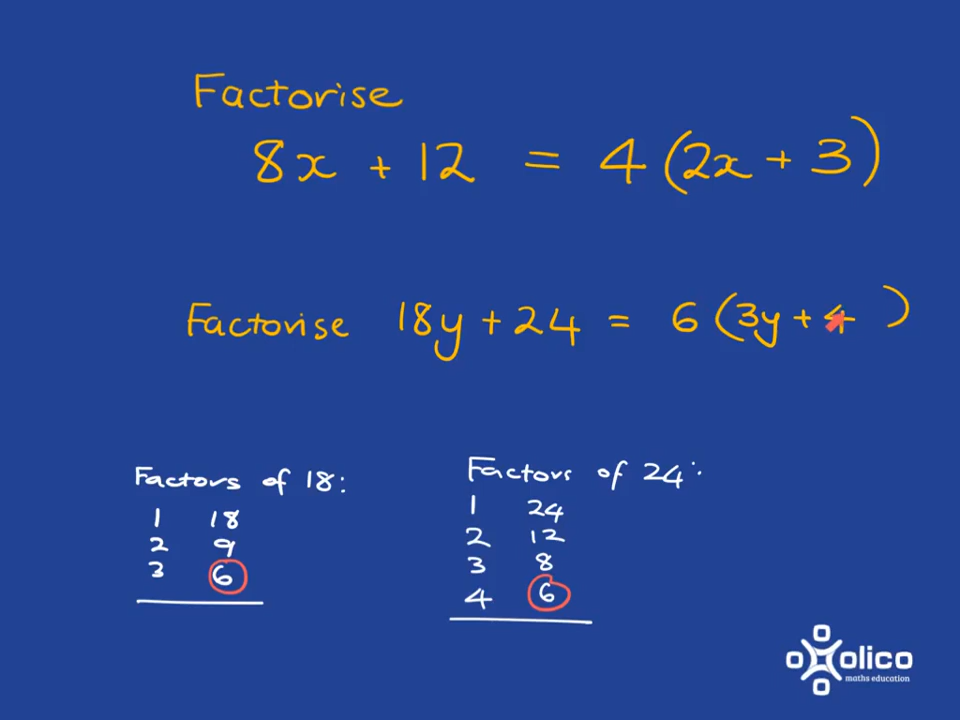 Factorise
8x + 12 = 4 (2x + 3)
Factorise 18y + 24 = 6 (3y + 4 )
Factors of 18:
1 18
2 9
3 6
Factors of 24:
1 24
2 12
3 8
4 6
olico
maths education